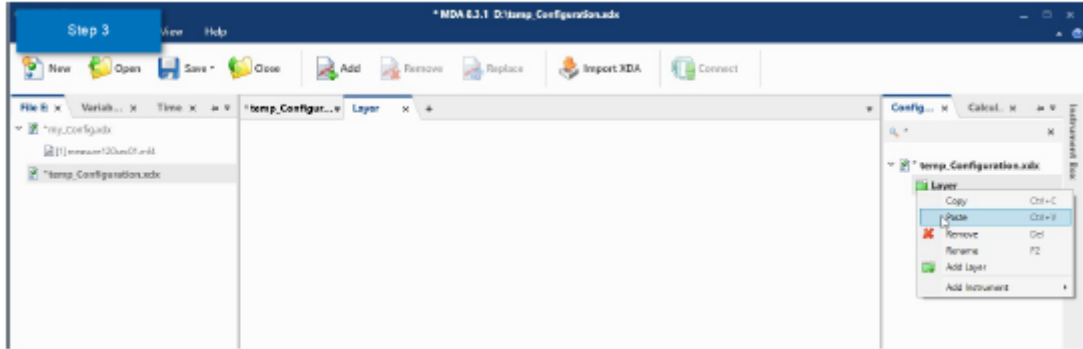 * MDA 8.3.1 D:\temp_Configuration.xdx
Step 3
View Help
New Open Save Close Add Remove Replace Import XDA Connect
File E Variab... Time
*temp_Configur... Layer +
Config... Calcul..
Instrument Box
*my_Config.xdx
*temp_Configuration.xdx
* temp_Configuration.xdx
Layer
Copy Ctrl+C
Paste Ctrl+V
Remove Del
Rename F2
Add Layer
Add Instrument